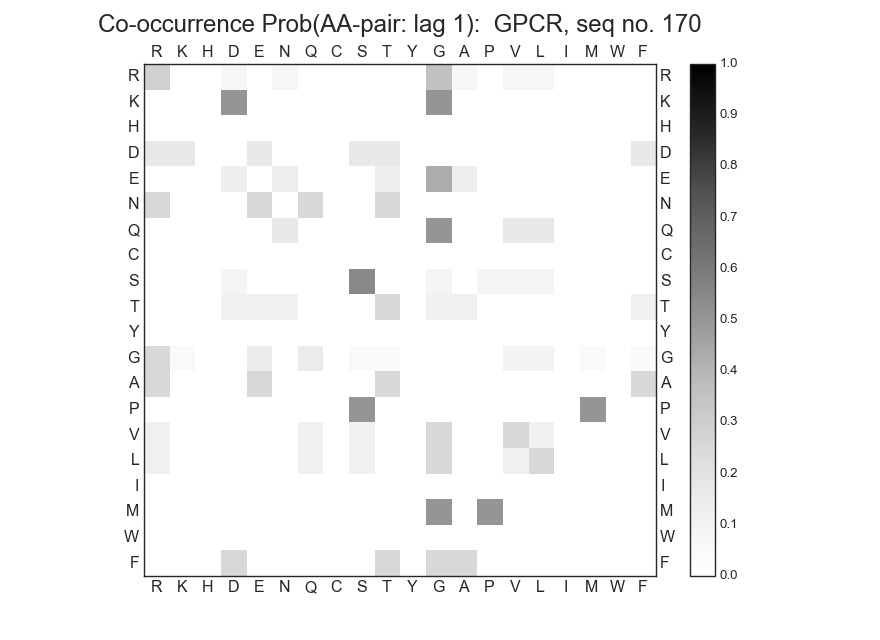 Co-occurrence Prob(AA-pair: lag 1):  GPCR, seq no. 170
R K H D E N Q C S T Y G A P V L I M W F
R R 1.0
K K 0.9
H H
D D 0.8
E E
N N 0.7
Q Q
C C 0.6
S S
T T 0.5
Y Y
G G 0.4
A A
P P 0.3
V V
L L 0.2
I I
M M 0.1
W W
F F 0.0
R K H D E N Q C S T Y G A P V L I M W F